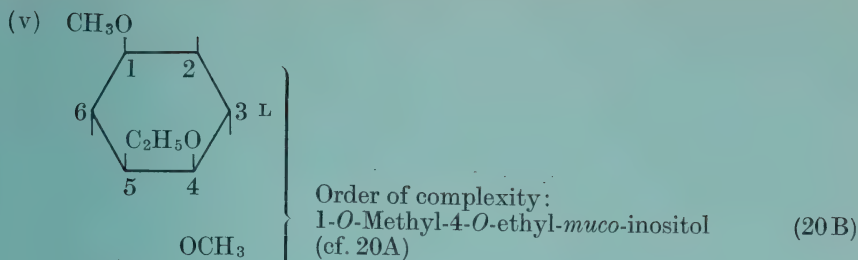 (v) CH₃O
1 2
6 3 L
C₂H₅O
5 4
Order of complexity:
1-O-Methyl-4-O-ethyl-muco-inositol (20B)
OCH₃ (cf. 20A)